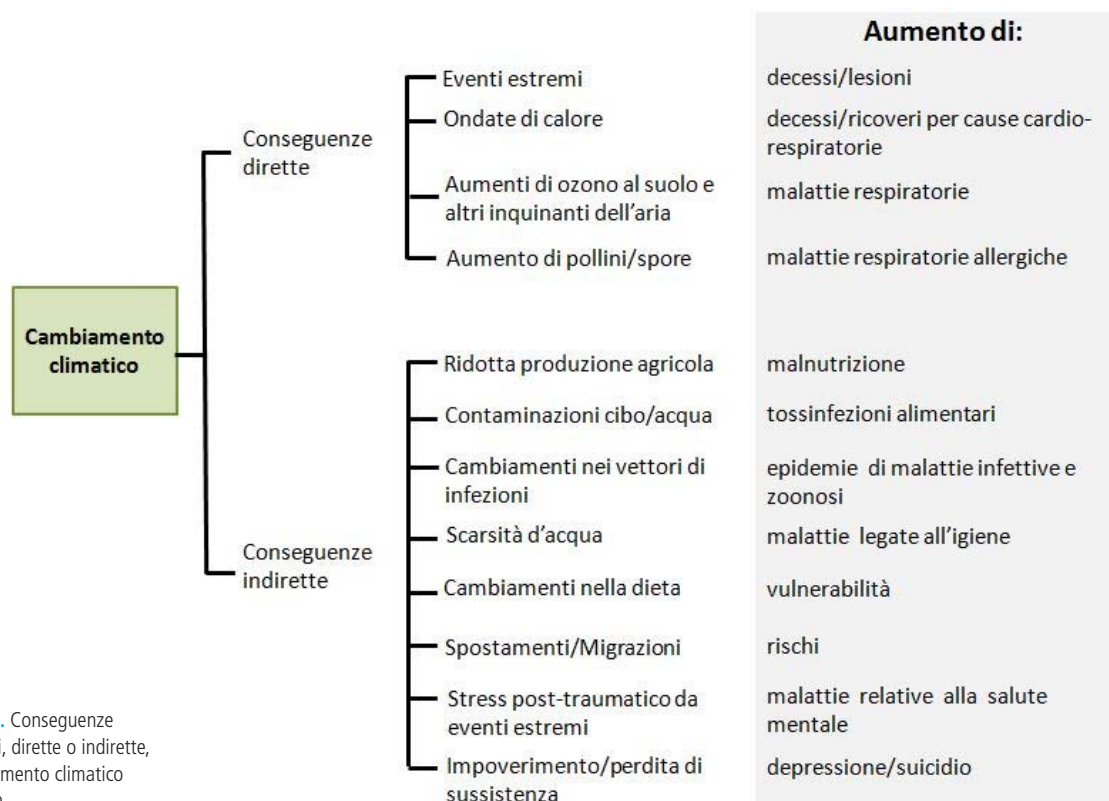 Aumento di:
Eventi estremi
decessi/lesioni
Ondate di calore
decessi/ricoveri per cause cardio-
respiratorie
Conseguenze
dirette
Aumenti di ozono al suolo e
altri inquinanti dell'aria
malattie respiratorie
Aumento di pollini/spore
malattie respiratorie allergiche
Cambiamento
climatico
Ridotta produzione agricola
malnutrizione
Contaminazioni cibo/acqua
tossinfezioni alimentari
Cambiamenti nei vettori di
infezioni
epidemie di malattie infettive e
zoonosi
Scarsità d'acqua
malattie legate all'igiene
Conseguenze
indirette
Cambiamenti nella dieta
vulnerabilità
Spostamenti/Migrazioni
rischi
Stress post-traumatico da
eventi estremi
malattie relative alla salute
mentale
Impoverimento/perdita di
sussistenza
depressione/suicidio
. Conseguenze
, dirette o indirette,
climatico